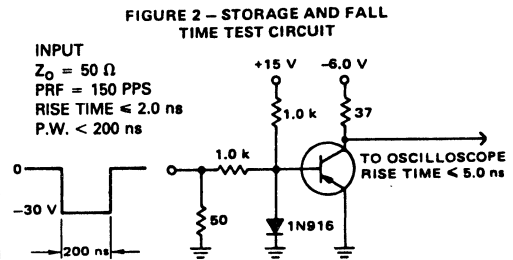 FIGURE 2 – STORAGE AND FALL
TIME TEST CIRCUIT
INPUT
Z₀ = 50 Ω
PRF = 150 PPS
RISE TIME ≤ 2.0 ns
P.W. < 200 ns
+15 V
–6.0 V
1.0 k
37
1.0 k
TO OSCILLOSCOPE
RISE TIME ≤ 5.0 ns
0
–30 V
50
1N916
200 ns